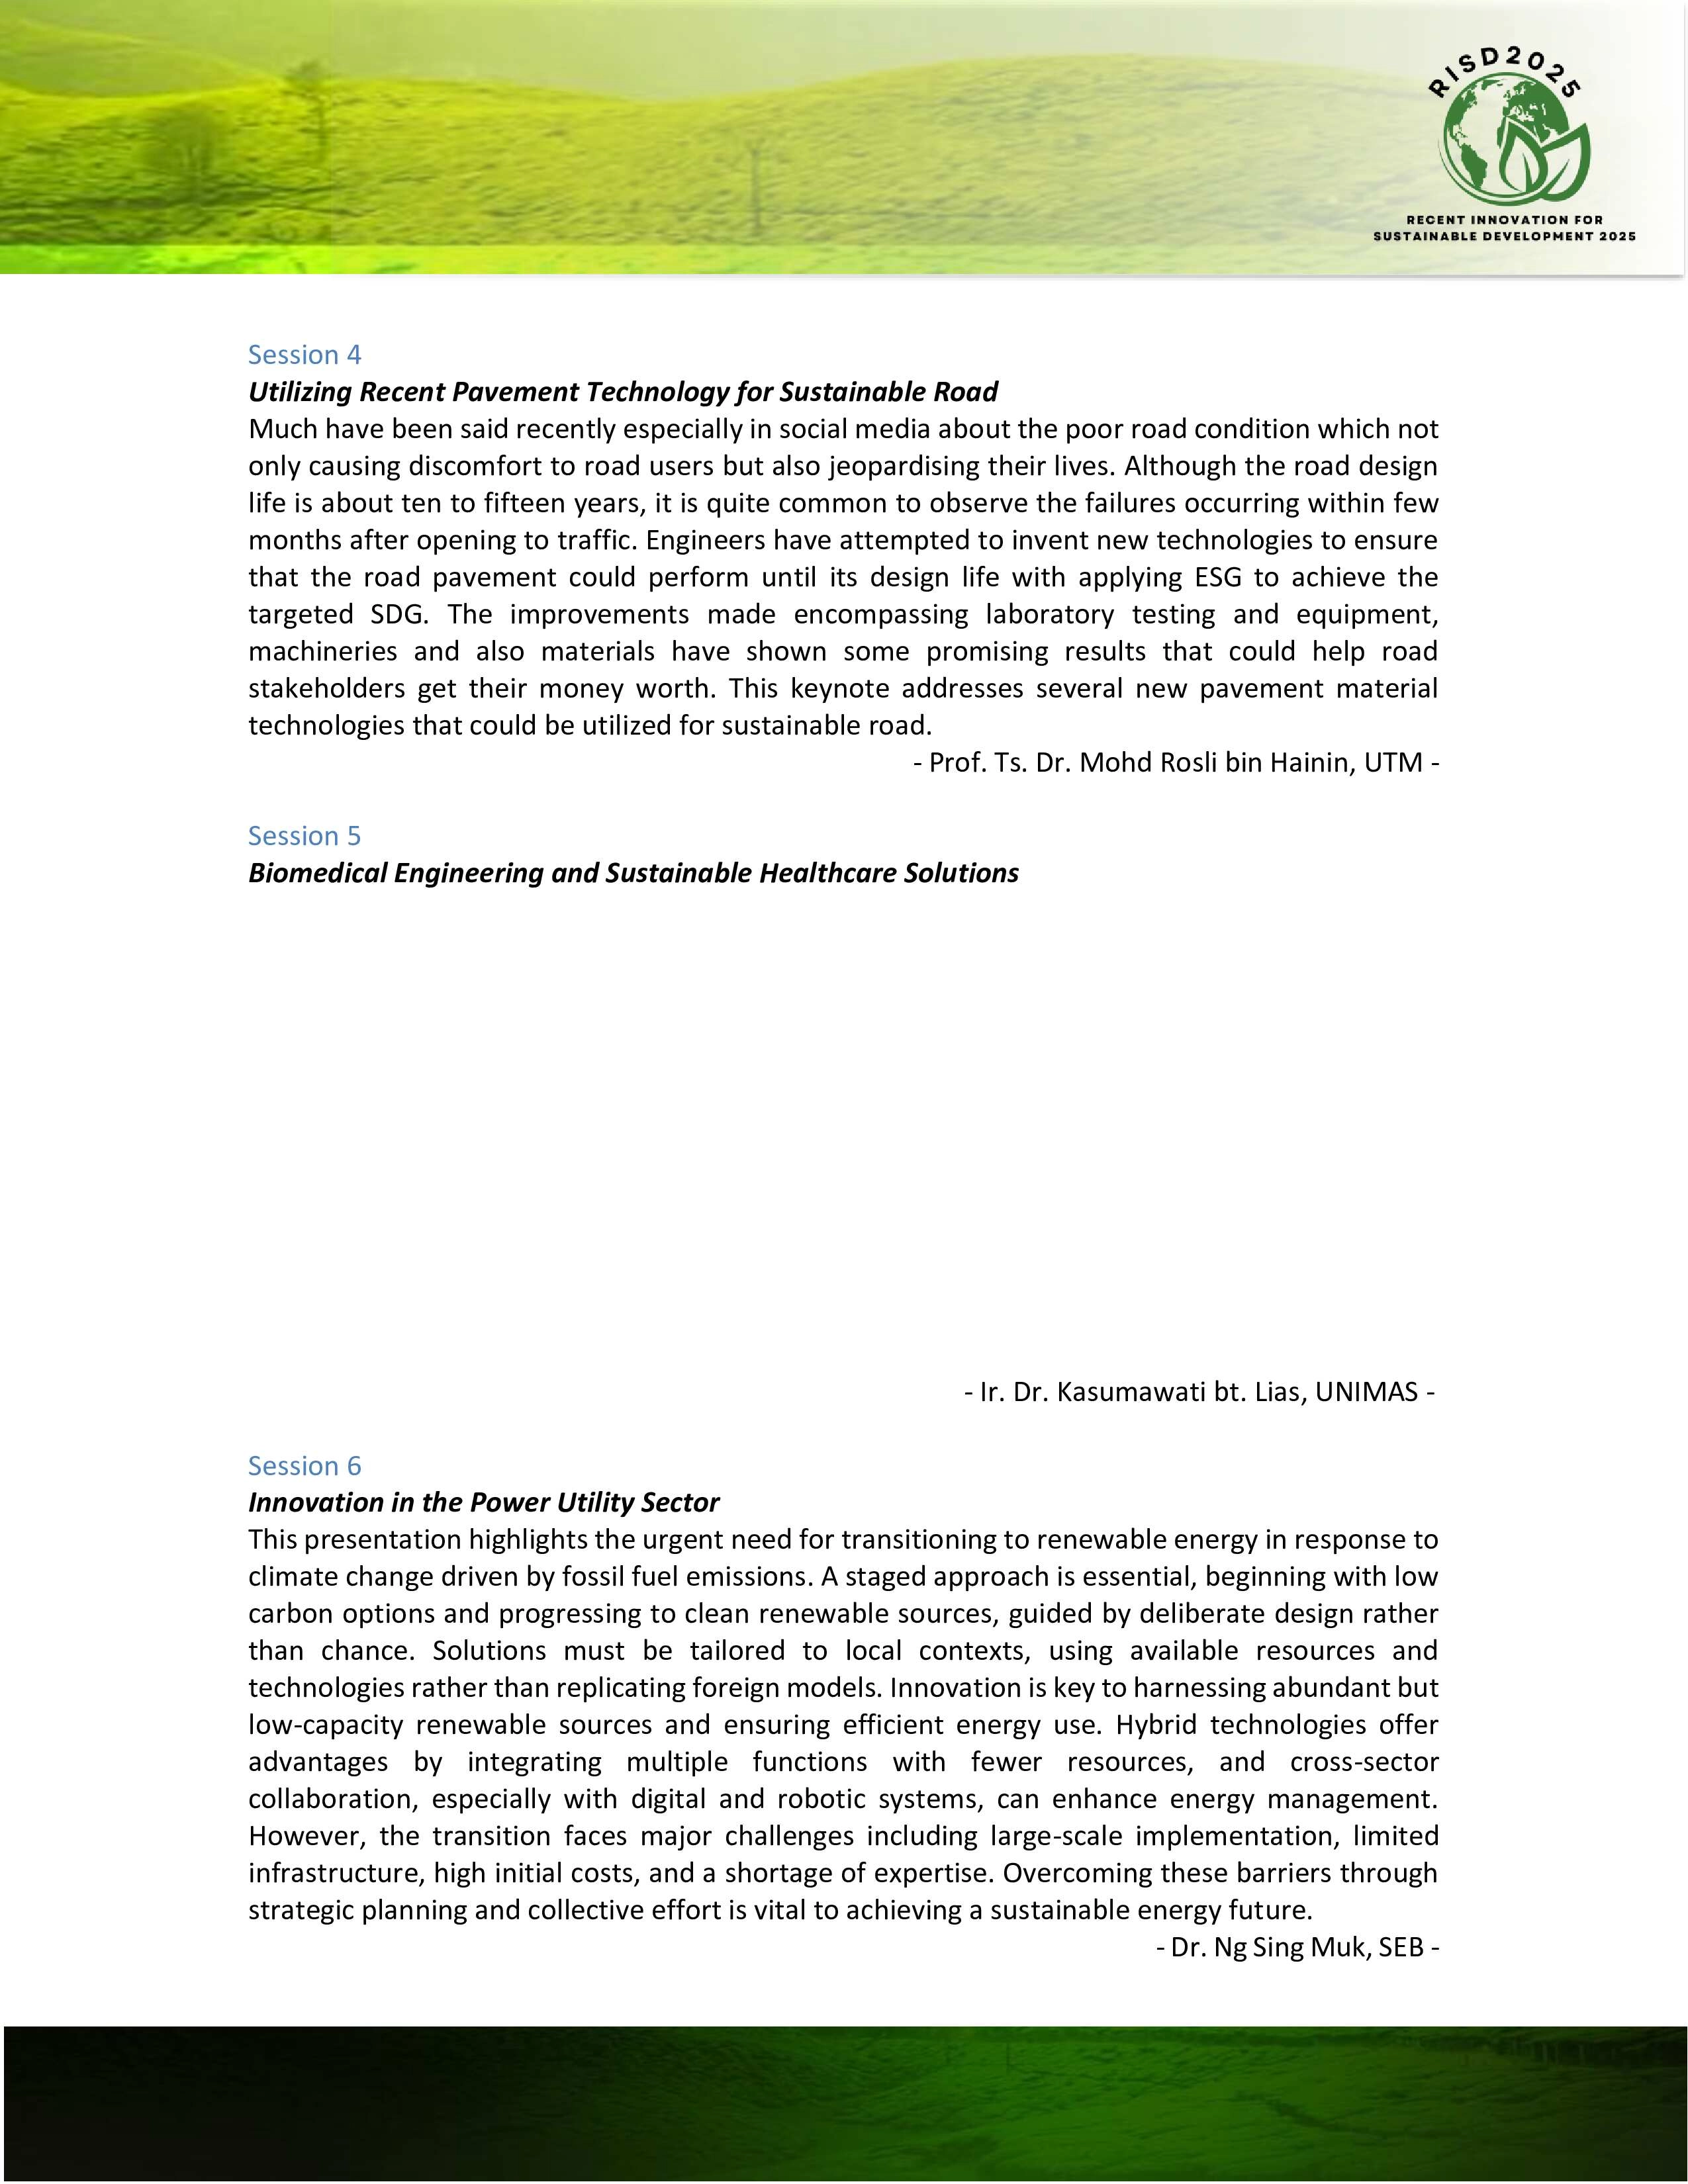 RISD2025
RECENT INNOVATION FOR
SUSTAINABLE DEVELOPMENT 2025
Session 4
Utilizing Recent Pavement Technology for Sustainable Road
Much have been said recently especially in social media about the poor road condition which not
only causing discomfort to road users but also jeopardising their lives. Although the road design
life is about ten to fifteen years, it is quite common to observe the failures occurring within few
months after opening to traffic. Engineers have attempted to invent new technologies to ensure
that the road pavement could perform until its design life with applying ESG to achieve the
targeted SDG. The improvements made encompassing laboratory testing and equipment,
machineries and also materials have shown some promising results that could help road
stakeholders get their money worth. This keynote addresses several new pavement material
technologies that could be utilized for sustainable road.
- Prof. Ts. Dr. Mohd Rosli bin Hainin, UTM -
Session 5
Biomedical Engineering and Sustainable Healthcare Solutions
- Ir. Dr. Kasumawati bt. Lias, UNIMAS -
Session 6
Innovation in the Power Utility Sector
This presentation highlights the urgent need for transitioning to renewable energy in response to
climate change driven by fossil fuel emissions. A staged approach is essential, beginning with low
carbon options and progressing to clean renewable sources, guided by deliberate design rather
than chance. Solutions must be tailored to local contexts, using available resources and
technologies rather than replicating foreign models. Innovation is key to harnessing abundant but
low-capacity renewable sources and ensuring efficient energy use. Hybrid technologies offer
advantages by integrating multiple functions with fewer resources, and cross-sector
collaboration, especially with digital and robotic systems, can enhance energy management.
However, the transition faces major challenges including large-scale implementation, limited
infrastructure, high initial costs, and a shortage of expertise. Overcoming these barriers through
strategic planning and collective effort is vital to achieving a sustainable energy future.
- Dr. Ng Sing Muk, SEB -